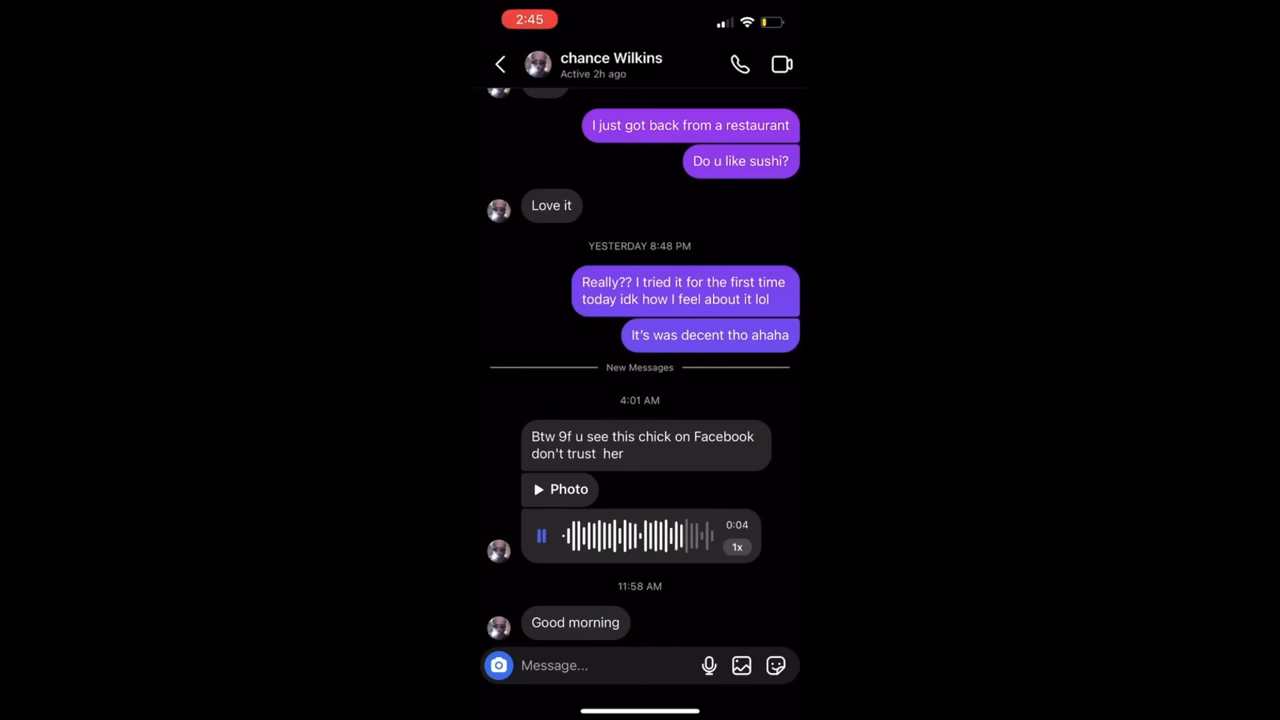 2:45
chance Wilkins
Active 2h ago
I just got back from a restaurant
Do u like sushi?
Love it
YESTERDAY 8:48 PM
Really?? I tried it for the first time
today idk how I feel about it lol
It's was decent tho ahaha
New Messages
4:01 AM
Btw 9f u see this chick on Facebook
don't trust  her
Photo
0:04
1x
11:58 AM
Good morning
Message...